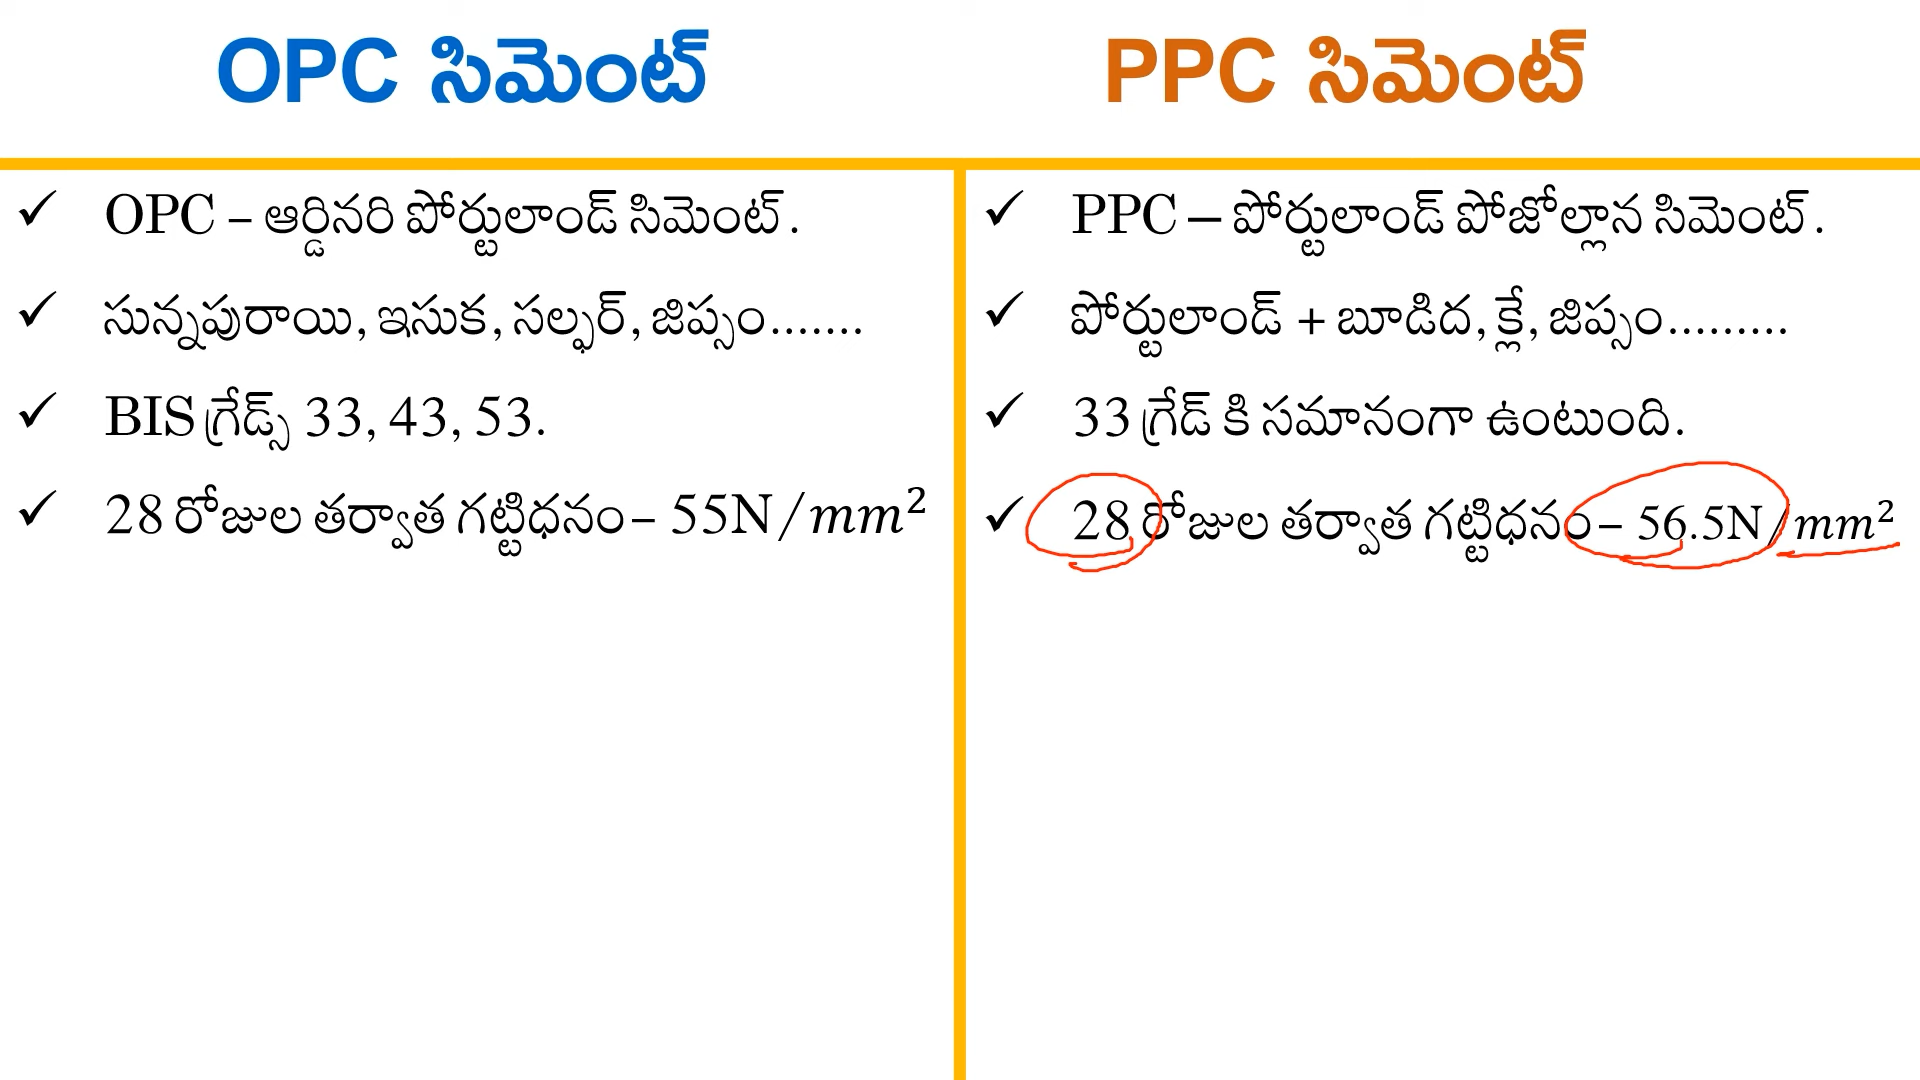 OPC సిమెంట్
OPC – ఆర్డినరి పోర్టులాండ్ సిమెంట్.
సున్నపురాయి, ఇసుక, సల్ఫర్, జిప్సం.......
BIS గ్రేడ్స్ 33, 43, 53.
28 రోజుల తర్వాత గట్టిధనం – 55N/mm²
PPC సిమెంట్
PPC – పోర్టులాండ్ పోజోల్లాన సిమెంట్.
పోర్టులాండ్ + బూడిద, క్లే, జిప్సం.........
33 గ్రేడ్ కి సమానంగా ఉంటుంది.
28 రోజుల తర్వాత గట్టిధనం – 56.5N/mm²